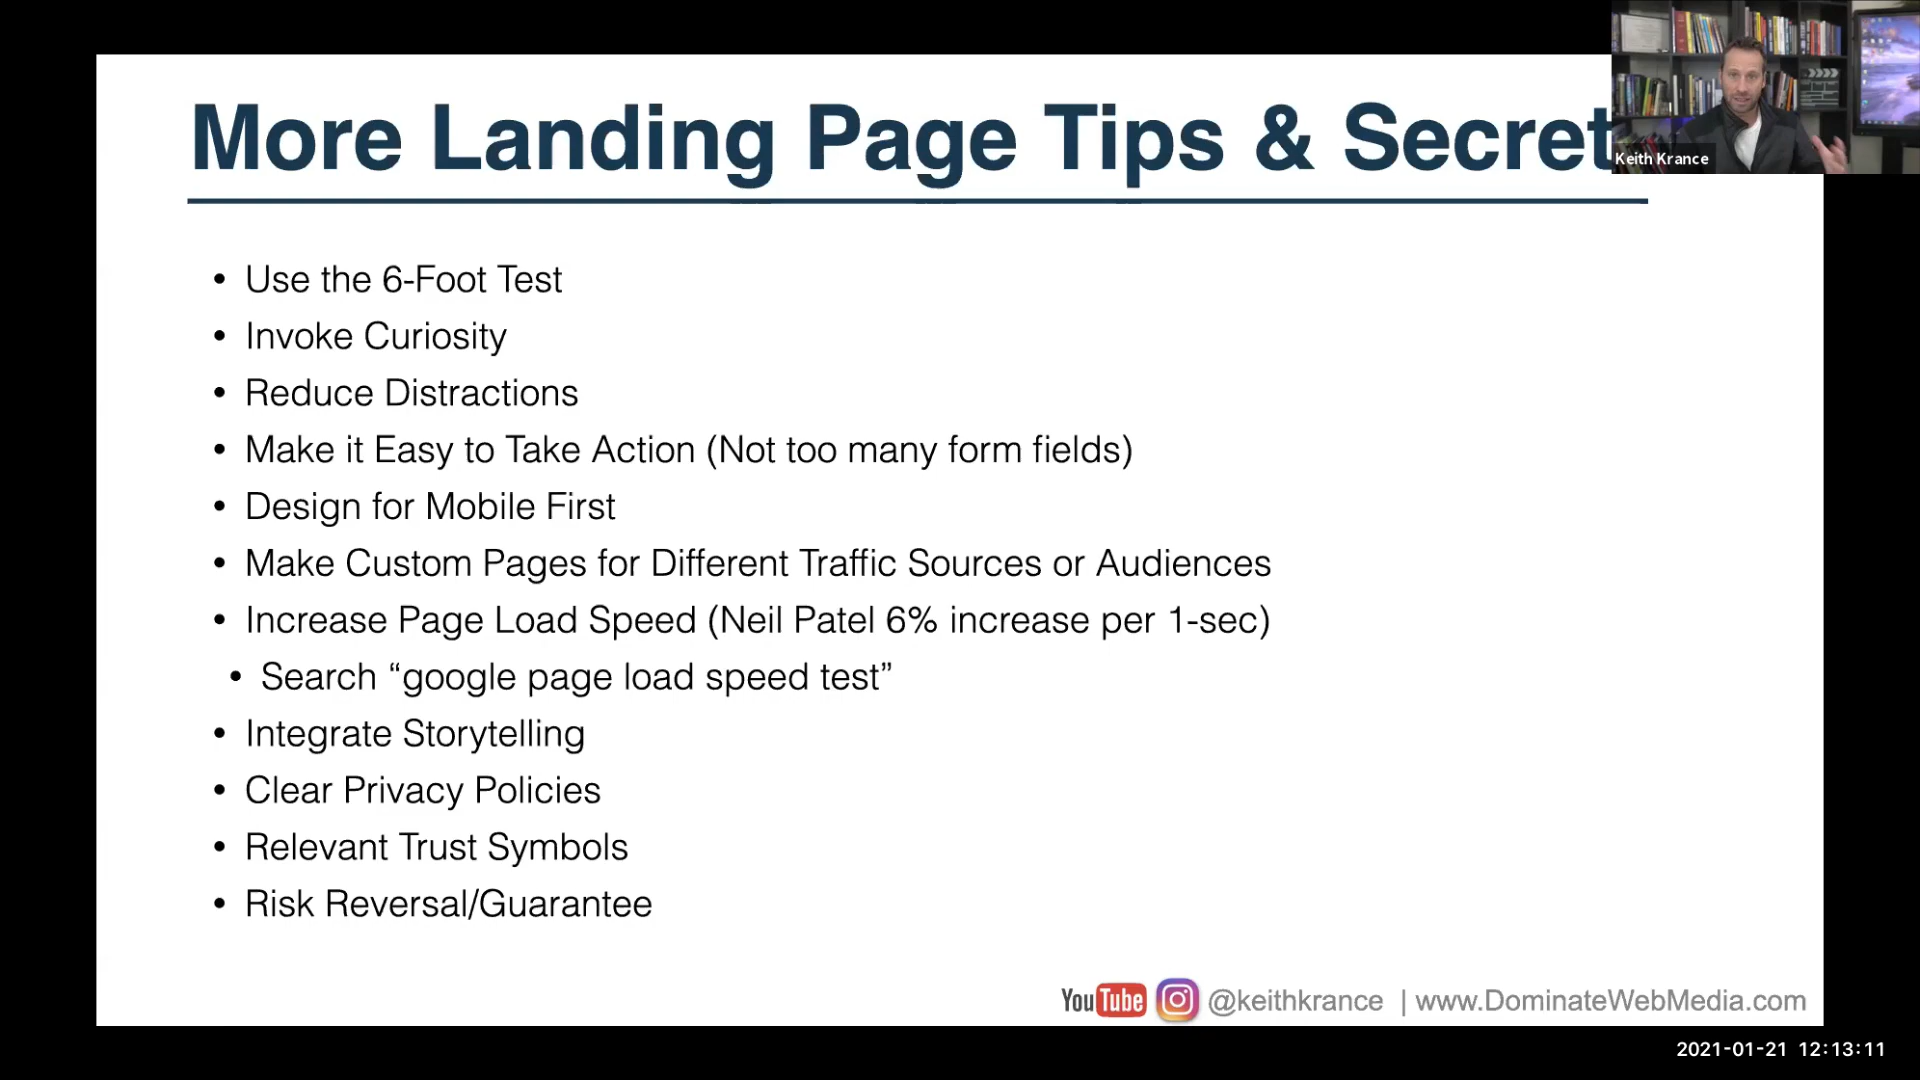 More Landing Page Tips & Secret
Keith Krance
• Use the 6-Foot Test
• Invoke Curiosity
• Reduce Distractions
• Make it Easy to Take Action (Not too many form fields)
• Design for Mobile First
• Make Custom Pages for Different Traffic Sources or Audiences
• Increase Page Load Speed (Neil Patel 6% increase per 1-sec)
• Search “google page load speed test”
• Integrate Storytelling
• Clear Privacy Policies
• Relevant Trust Symbols
• Risk Reversal/Guarantee
YouTube @keithkrance | www.DominateWebMedia.com
2021-01-21 12:13:11